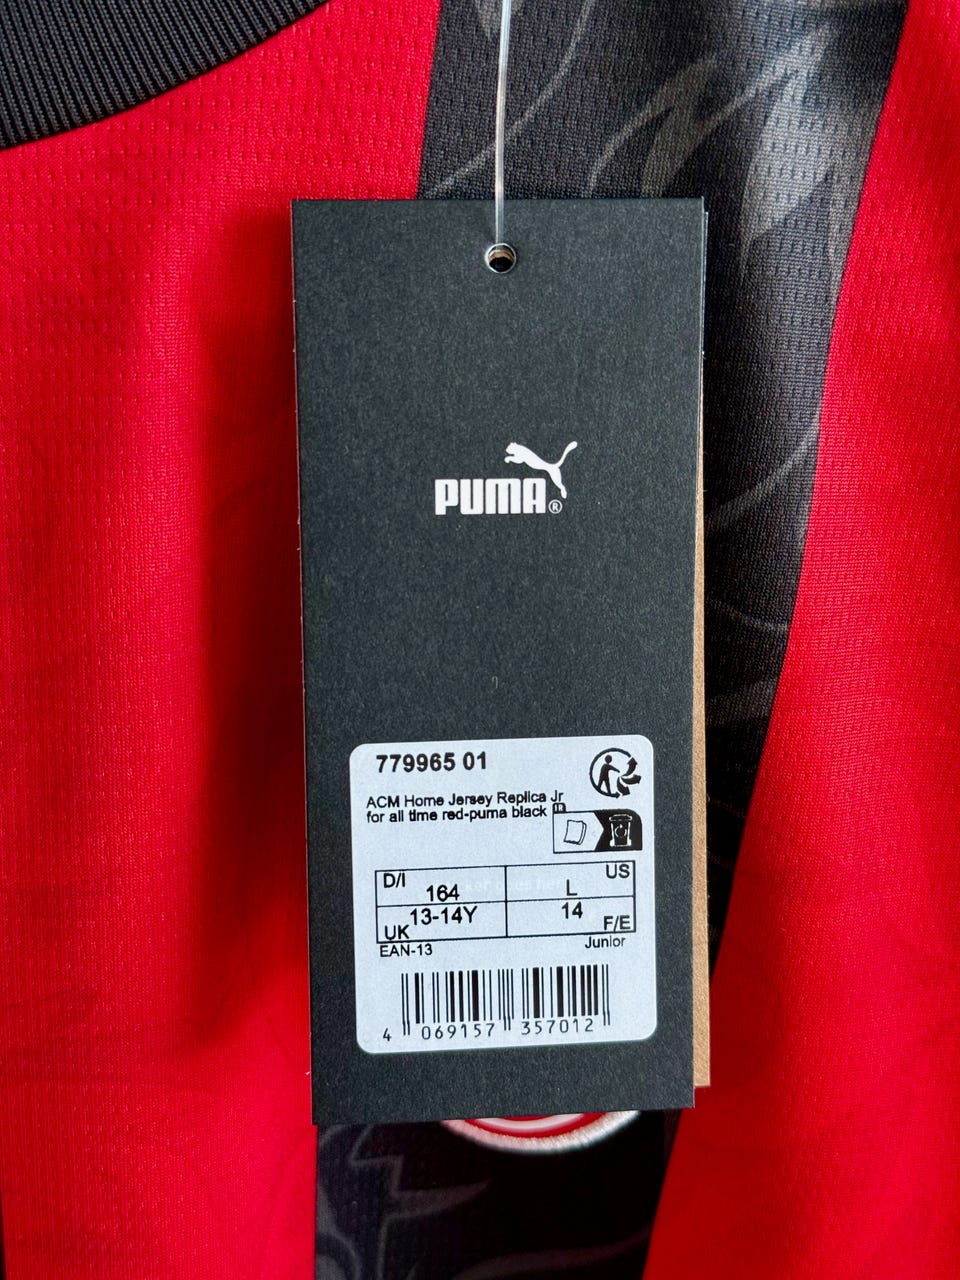 PUMA®
779965 01
ACM Home Jersey Replica Jr
for all time red-puma black
FR
D/I 164 L US
UK 13-14Y 14 F/E
EAN-13 Junior
4 069157 357012